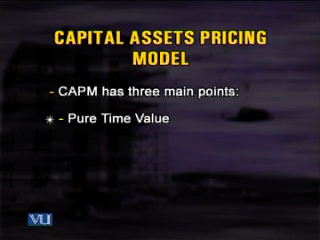 CAPITAL ASSETS PRICING
MODEL
- CAPM has three main points:
- Pure Time Value
VU